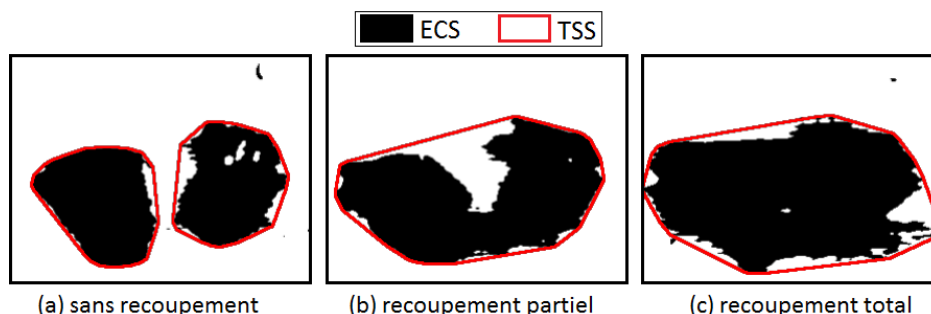 ECS TSS
(a) sans recoupement (b) recoupement partiel (c) recoupement total